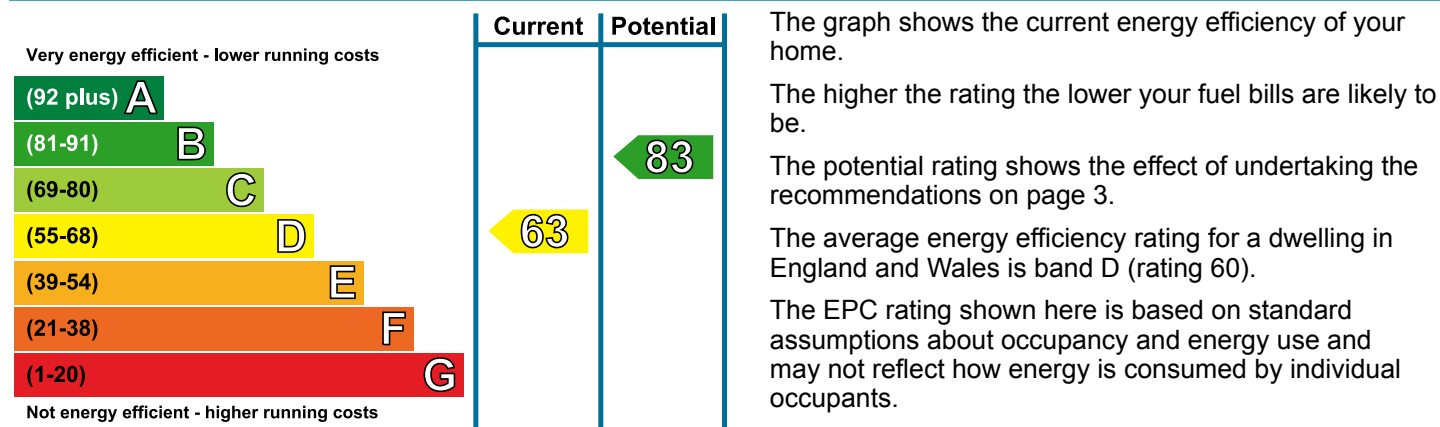 Current Potential
Very energy efficient - lower running costs
(92 plus) A
(81-91) B
(69-80) C
(55-68) D
(39-54) E
(21-38) F
(1-20) G
Not energy efficient - higher running costs
83
63
The graph shows the current energy efficiency of your
home.
The higher the rating the lower your fuel bills are likely to
be.
The potential rating shows the effect of undertaking the
recommendations on page 3.
The average energy efficiency rating for a dwelling in
England and Wales is band D (rating 60).
The EPC rating shown here is based on standard
assumptions about occupancy and energy use and
may not reflect how energy is consumed by individual
occupants.